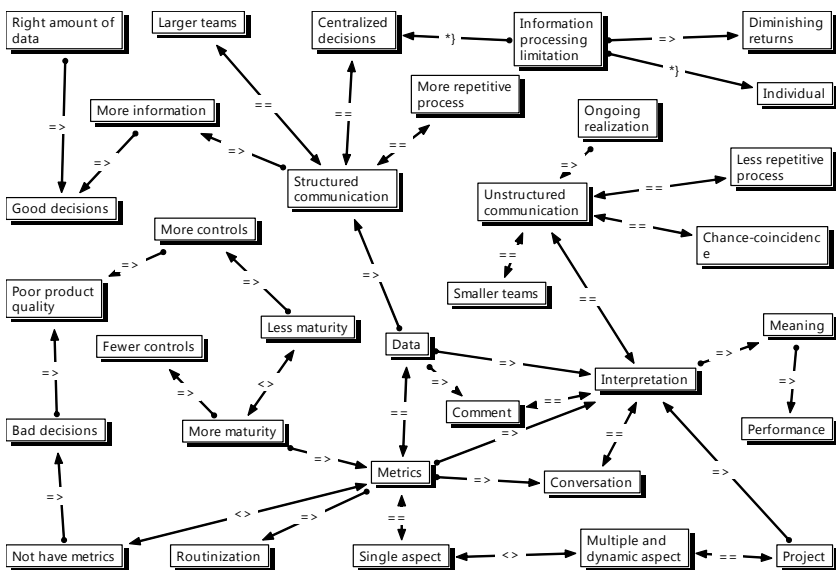 Right amount of
data
Larger teams
Centralized
decisions
*}
Information
processing
limitation
=>
Diminishing
returns
*}
Individual
More repetitive
process
More information
==
==
=>
=>
=>
==
Ongoing
realization
=>
Less repetitive
process
==
Good decisions
Structured
communication
Unstructured
communication
==
Chance-coincidenc
e
More controls
=>
==
=>
==
Poor product
quality
=>
Smaller teams
Less maturity
Fewer controls
Data
=>
Meaning
=>
=>
=>
=>
<>
=>
==
Interpretation
=>
Comment
==
Bad decisions
More maturity
=>
Performance
==
=>
Metrics
=>
Conversation
=>
=>
<>
=>
==
Not have metrics
Routinization
Single aspect
<>
Multiple and
dynamic aspect
==
Project